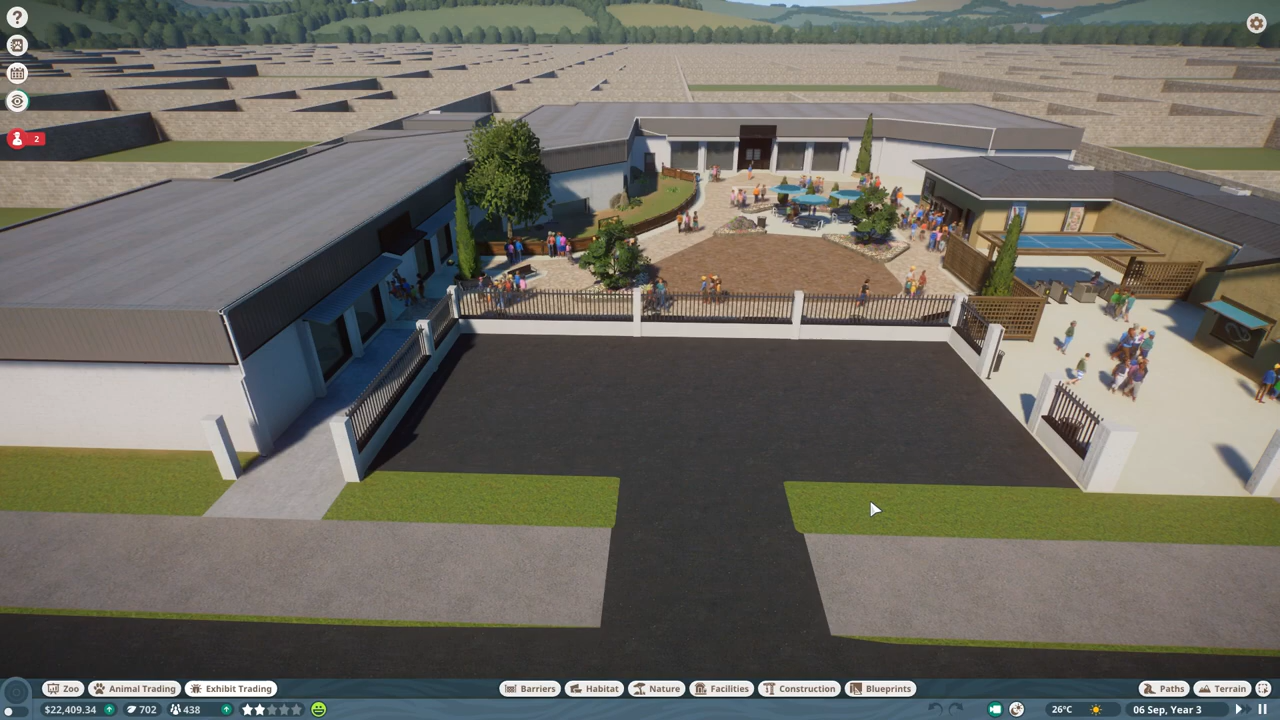 ?
2
Zoo
Animal Trading
Exhibit Trading
Barriers
Habitat
Nature
Facilities
Construction
Blueprints
Paths
Terrain
$22,409.34
702
438
26°C
06 Sep, Year 3